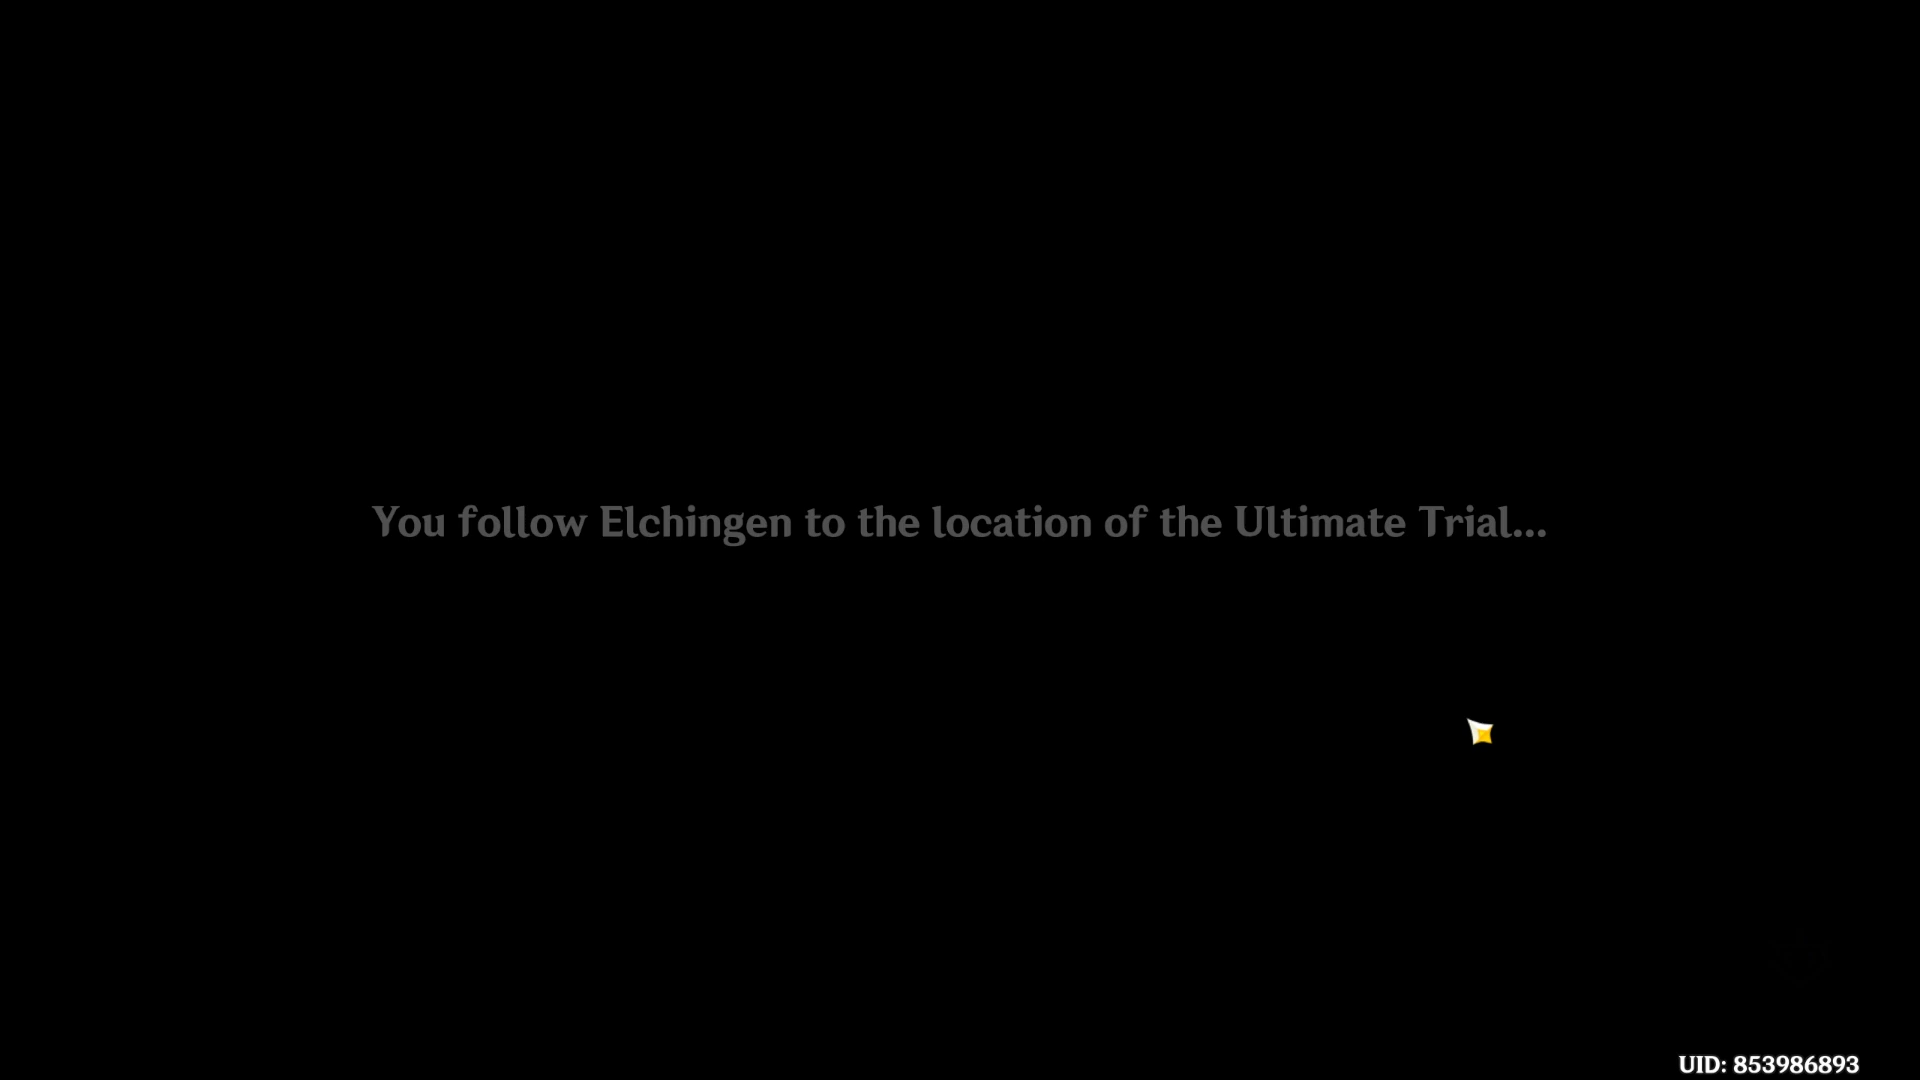 You follow Elchingen to the location of the Ultimate Trial...
UID: 853986893